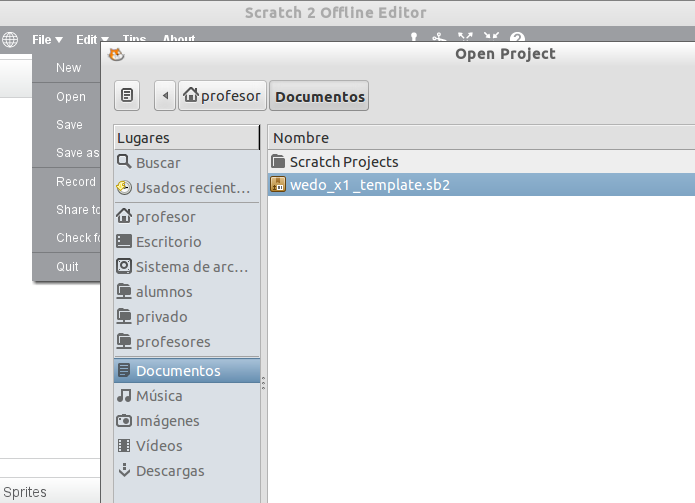 Scratch 2 Offline Editor
File Edit Tips About
New
Open
Save
Save as
Record
Share to
Check fo
Quit
Open Project
profesor Documentos
Lugares
Buscar
Usados recient...
profesor
Escritorio
Sistema de arc...
alumnos
privado
profesores
Documentos
Música
Imágenes
Vídeos
Descargas
Nombre
Scratch Projects
wedo_x1 _template.sb2
Sprites